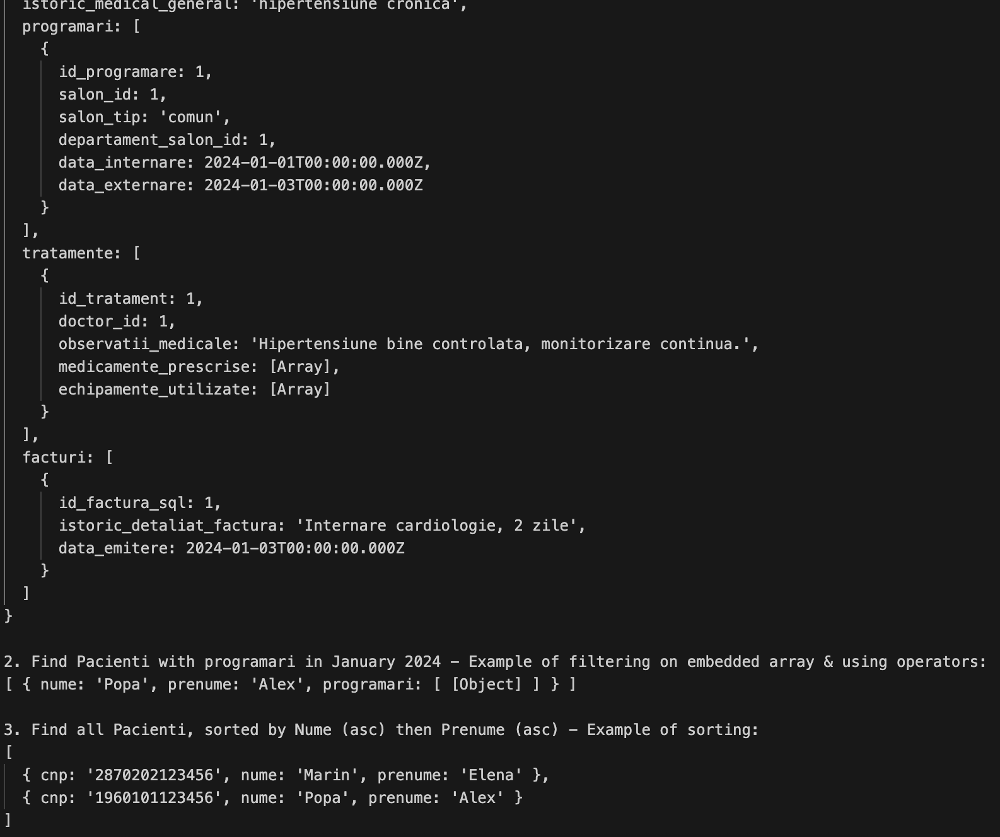 istoric_medical_general: 'hipertensiune cronica',
programari: [
{
id_programare: 1,
salon_id: 1,
salon_tip: 'comun',
departament_salon_id: 1,
data_internare: 2024-01-01T00:00:00.000Z,
data_externare: 2024-01-03T00:00:00.000Z
}
],
tratamente: [
{
id_tratament: 1,
doctor_id: 1,
observatii_medicale: 'Hipertensiune bine controlata, monitorizare continua.',
medicamente_prescrise: [Array],
echipamente_utilizate: [Array]
}
],
facturi: [
{
id_factura_sql: 1,
istoric_detaliat_factura: 'Internare cardiologie, 2 zile',
data_emitere: 2024-01-03T00:00:00.000Z
}
]
}
2. Find Pacienti with programari in January 2024 – Example of filtering on embedded array & using operators:
[ { nume: 'Popa', prenume: 'Alex', programari: [ [Object] ] } ]
3. Find all Pacienti, sorted by Nume (asc) then Prenume (asc) – Example of sorting:
[
{ cnp: '2870202123456', nume: 'Marin', prenume: 'Elena' },
{ cnp: '1960101123456', nume: 'Popa', prenume: 'Alex' }
]